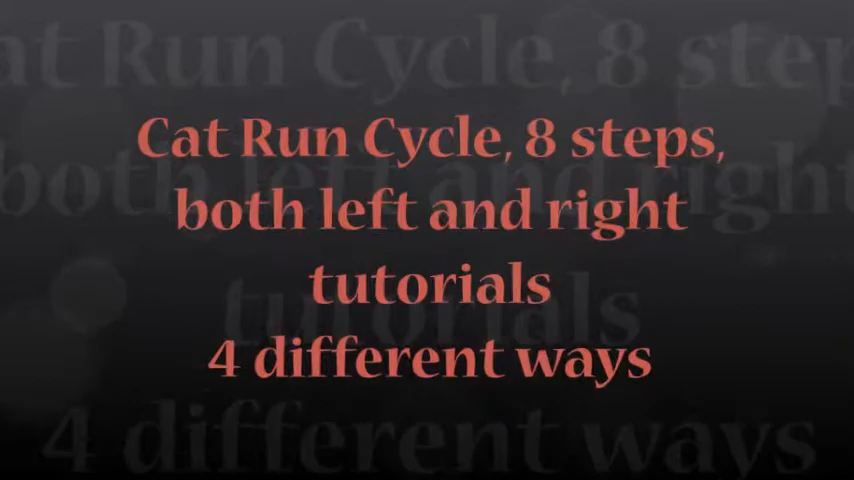 Cat Run Cycle, 8 steps,
both left and right
tutorials
4 different ways